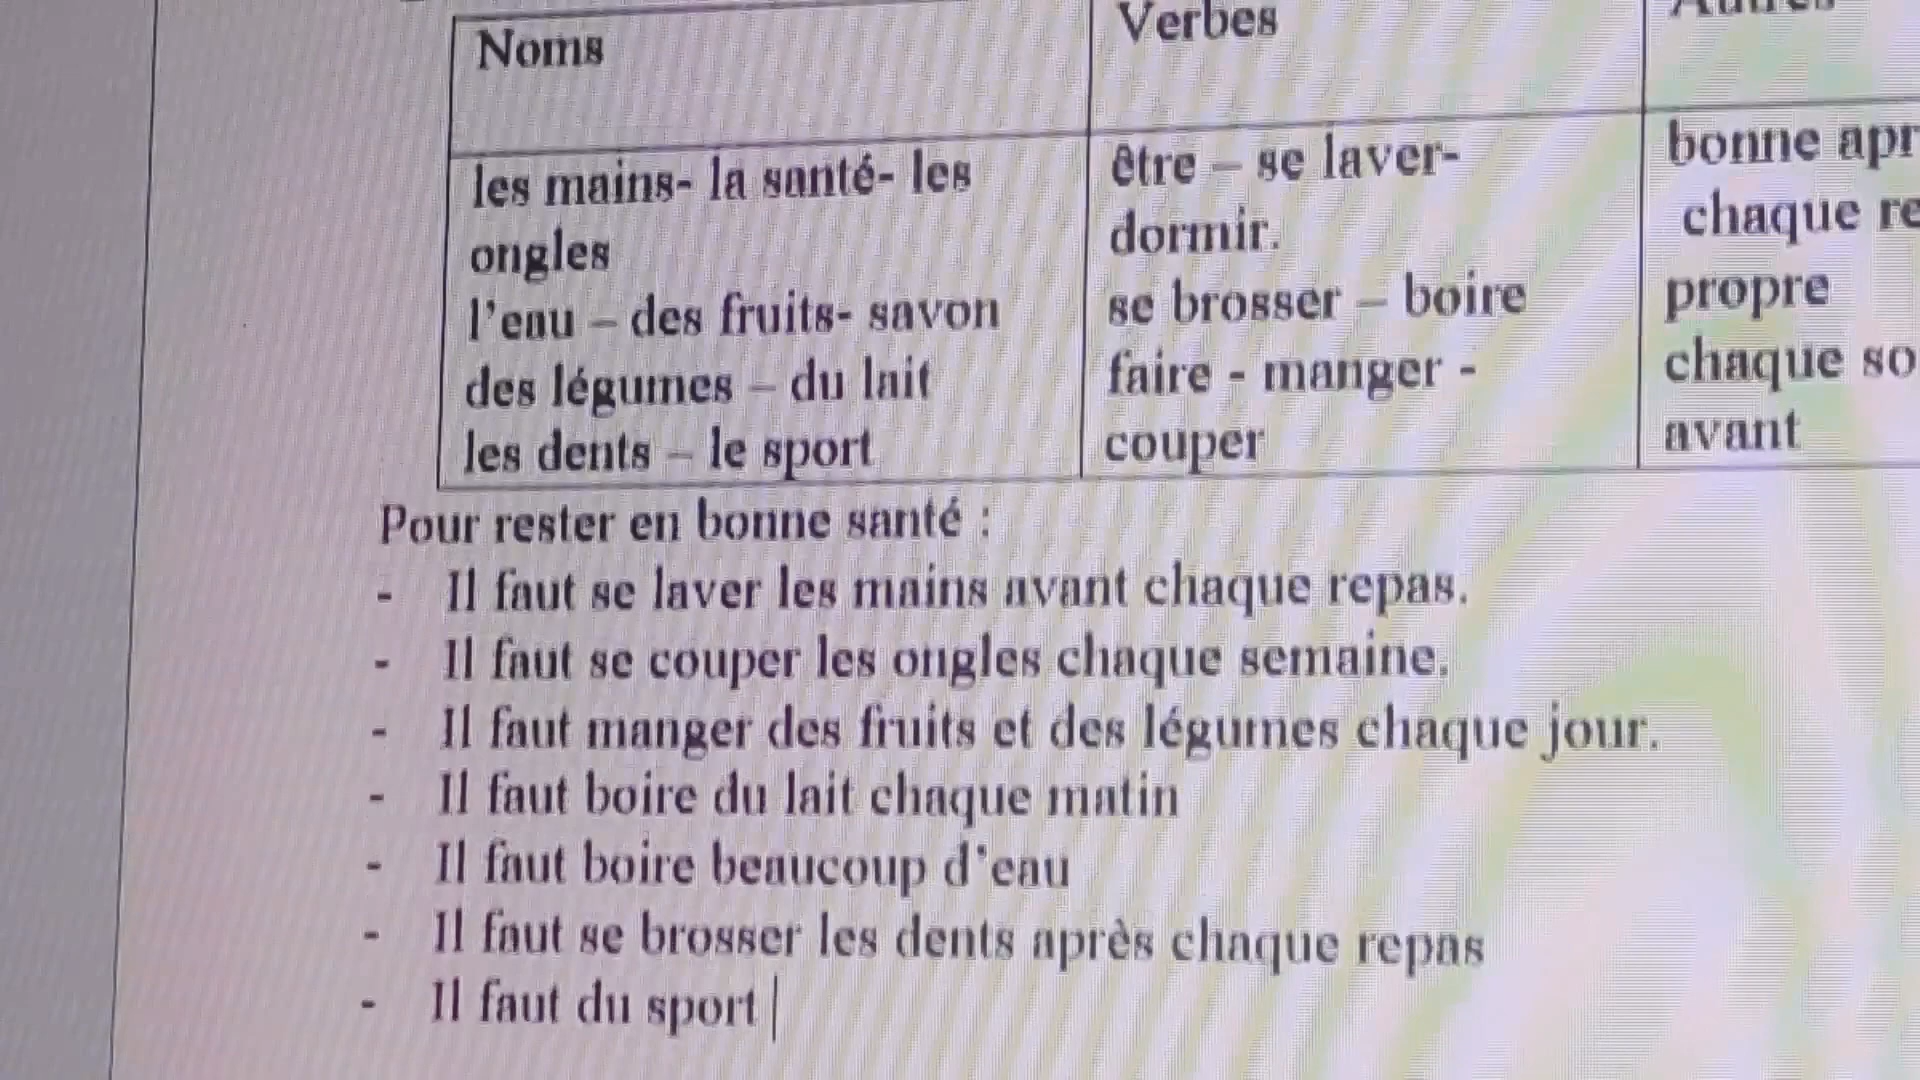 Noms
Verbes
les mains- la santé- les
ongles
l'eau – des fruits- savon
des légumes – du lait
les dents – le sport
être – se laver-
dormir.
se brosser – boire
faire - manger -
couper
bonne
chaque
propre
chaque
avant
Pour rester en bonne santé :
- Il faut se laver les mains avant chaque repas.
- Il faut se couper les ongles chaque semaine.
- Il faut manger des fruits et des légumes chaque jour.
- Il faut boire du lait chaque matin
- Il faut boire beaucoup d'eau
- Il faut se brosser les dents après chaque repas
- Il faut du sport